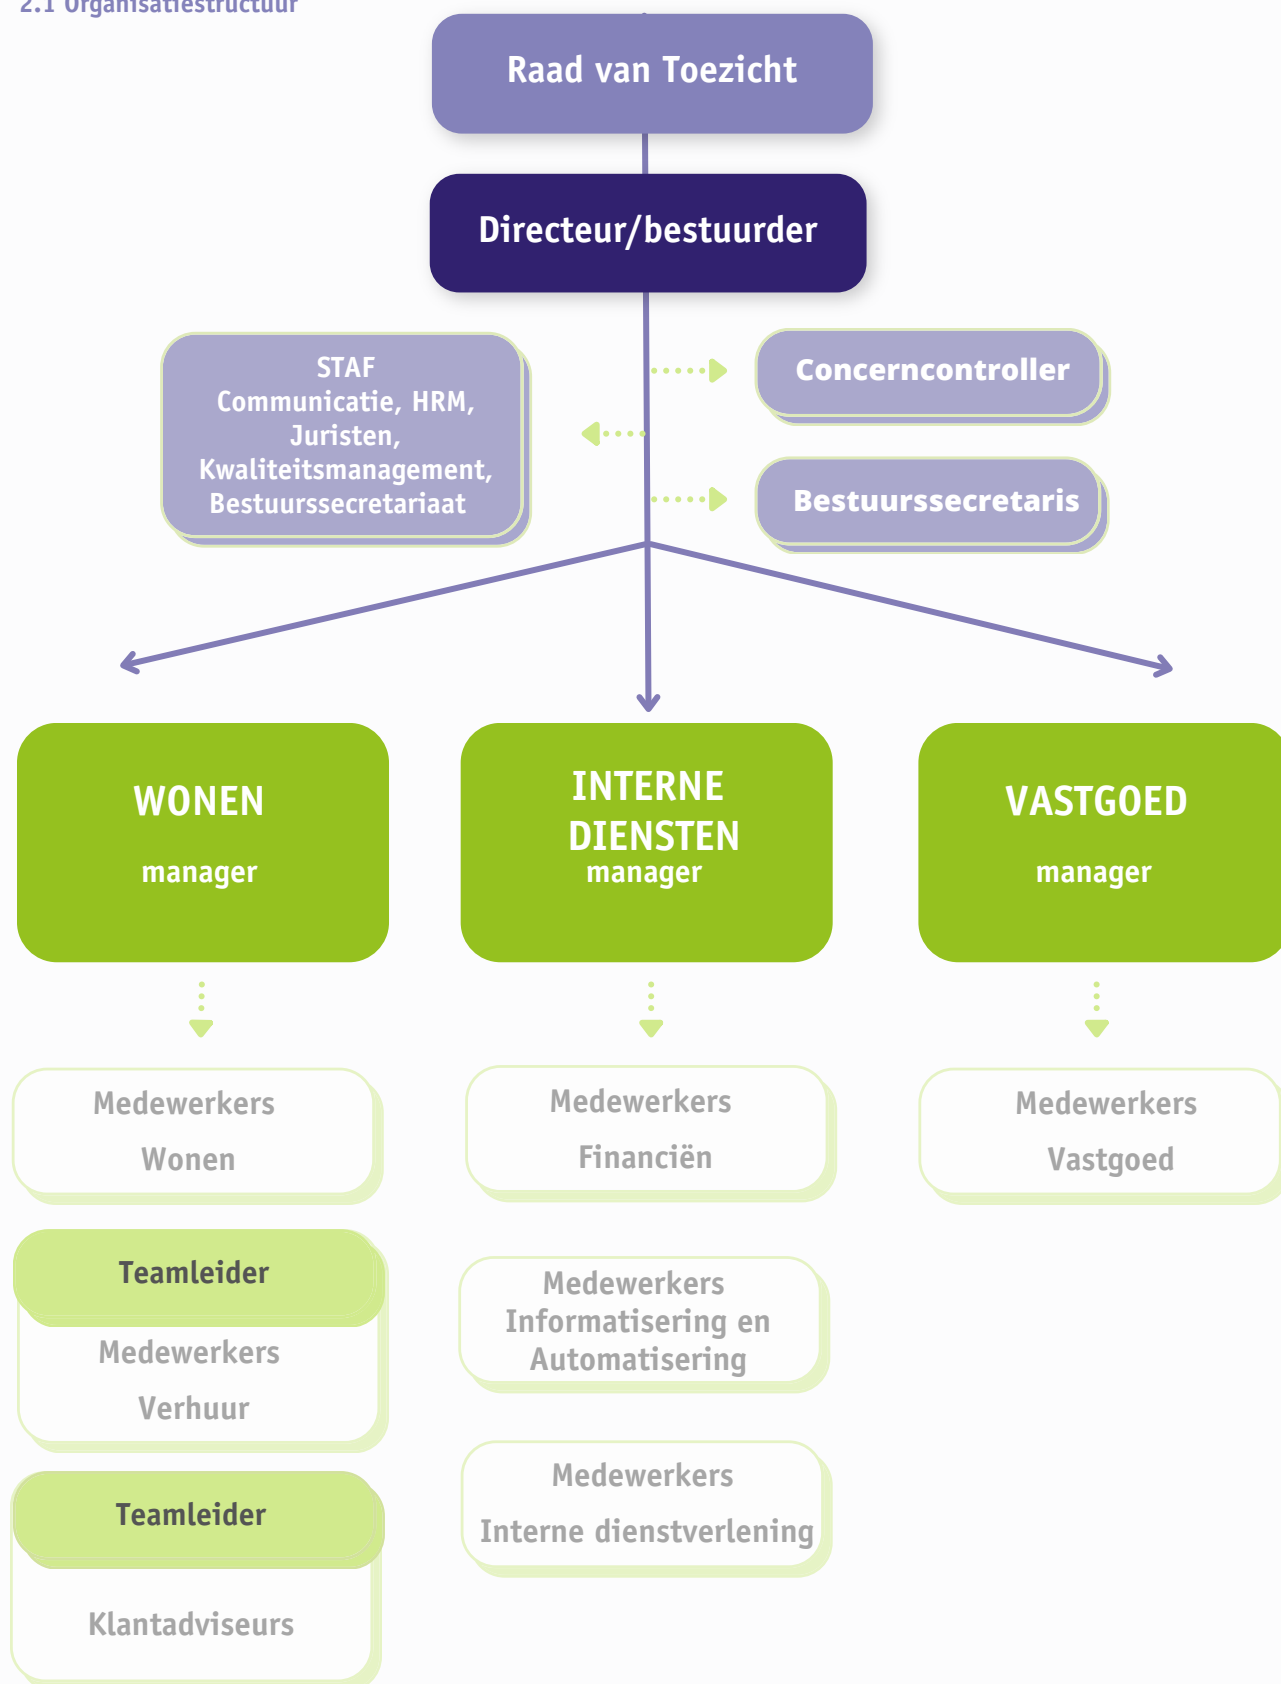 2.1 Organisatiestructuur
Raad van Toezicht
Directeur/bestuurder
STAF
Communicatie, HRM,
Juristen,
Kwaliteitsmanagement,
Bestuurssecretariaat
Concerncontroller
Bestuurssecretaris
WONEN
manager
INTERNE
DIENSTEN
manager
VASTGOED
manager
Medewerkers
Wonen
Teamleider
Medewerkers
Verhuur
Teamleider
Klantadviseurs
Medewerkers
Financiën
Medewerkers
Informatisering en
Automatisering
Medewerkers
Interne dienstverlening
Medewerkers
Vastgoed